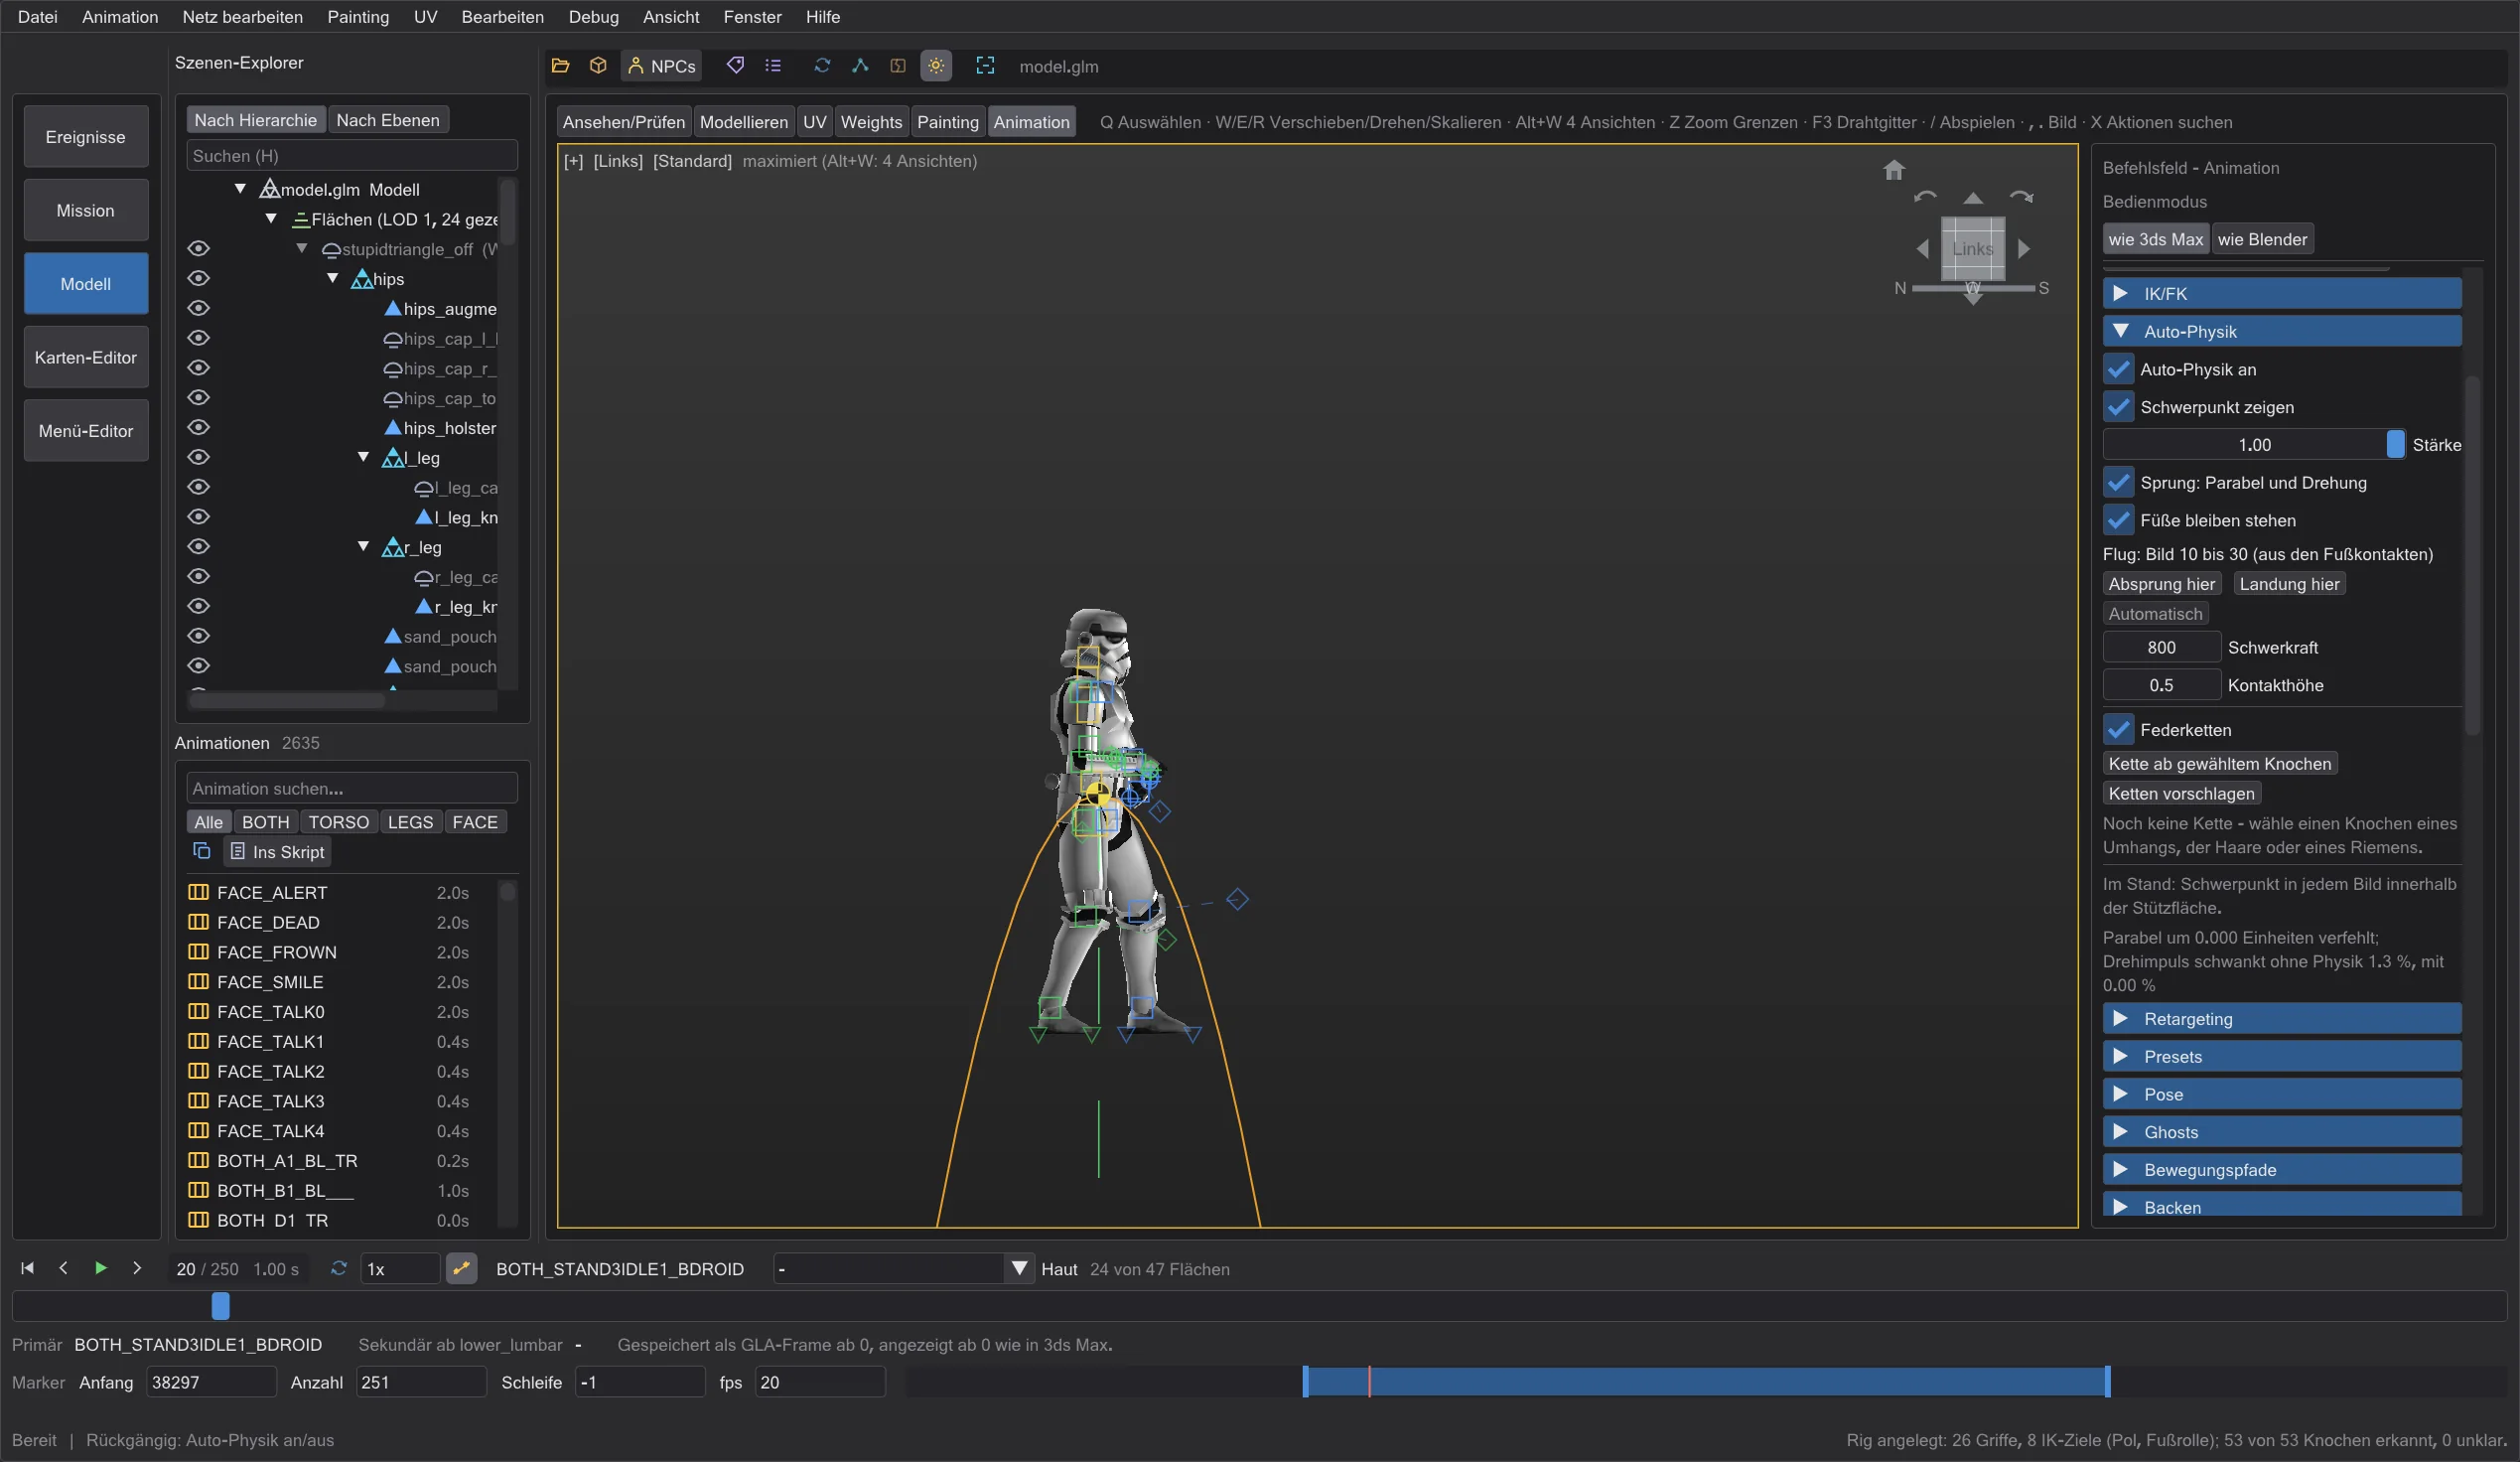 Datei Animation Netz bearbeiten Painting UV Bearbeiten Debug Ansicht Fenster Hilfe
Szenen-Explorer
NPCs model.glm
Ereignisse
Mission
Modell
Karten-Editor
Menü-Editor
Nach Hierarchie Nach Ebenen
Suchen (H)
model.glm Modell
Flächen (LOD 1, 24 geze
stupidtriangle_off (W
hips
hips_augme
hips_cap_l_l
hips_cap_r_
hips_cap_to
hips_holster
l_leg
l_leg_ca
l_leg_kn
r_leg
r_leg_ca
r_leg_kr
sand_pouch
sand_pouch
Animationen 2635
Animation suchen...
Alle BOTH TORSO LEGS FACE
Ins Skript
FACE_ALERT 2.0s
FACE_DEAD 2.0s
FACE_FROWN 2.0s
FACE_SMILE 2.0s
FACE_TALK0 2.0s
FACE_TALK1 0.4s
FACE_TALK2 0.4s
FACE_TALK3 0.4s
FACE_TALK4 0.4s
BOTH_A1_BL_TR 0.2s
BOTH_B1_BL___ 1.0s
BOTH_D1_TR 0.0s
Ansehen/Prüfen Modellieren UV Weights Painting Animation Q Auswählen · W/E/R Verschieben/Drehen/Skalieren · Alt+W 4 Ansichten · Z Zoom Grenzen · F3 Drahtgitter · / Abspielen · , . Bild · X Aktionen suchen
[+] [Links] [Standard] maximiert (Alt+W: 4 Ansichten)
Links
N W S
Befehlsfeld - Animation
Bedienmodus
wie 3ds Max wie Blender
IK/FK
Auto-Physik
Auto-Physik an
Schwerpunkt zeigen
1.00 Stärke
Sprung: Parabel und Drehung
Füße bleiben stehen
Flug: Bild 10 bis 30 (aus den Fußkontakten)
Absprung hier Landung hier
Automatisch
800 Schwerkraft
0.5 Kontakthöhe
Federketten
Kette ab gewähltem Knochen
Ketten vorschlagen
Noch keine Kette - wähle einen Knochen eines
Umhangs, der Haare oder eines Riemens.
Im Stand: Schwerpunkt in jedem Bild innerhalb
der Stützfläche.
Parabel um 0.000 Einheiten verfehlt;
Drehimpuls schwankt ohne Physik 1.3 %, mit
0.00 %
Retargeting
Presets
Pose
Ghosts
Bewegungspfade
Backen
20 / 250 1.00 s 1x BOTH_STAND3IDLE1_BDROID - Haut 24 von 47 Flächen
Primär BOTH_STAND3IDLE1_BDROID Sekundär ab lower_lumbar - Gespeichert als GLA-Frame ab 0, angezeigt ab 0 wie in 3ds Max.
Marker Anfang 38297 Anzahl 251 Schleife -1 fps 20
Bereit | Rückgängig: Auto-Physik an/aus
Rig angelegt: 26 Griffe, 8 IK-Ziele (Pol, Fußrolle); 53 von 53 Knochen erkannt, 0 unklar.